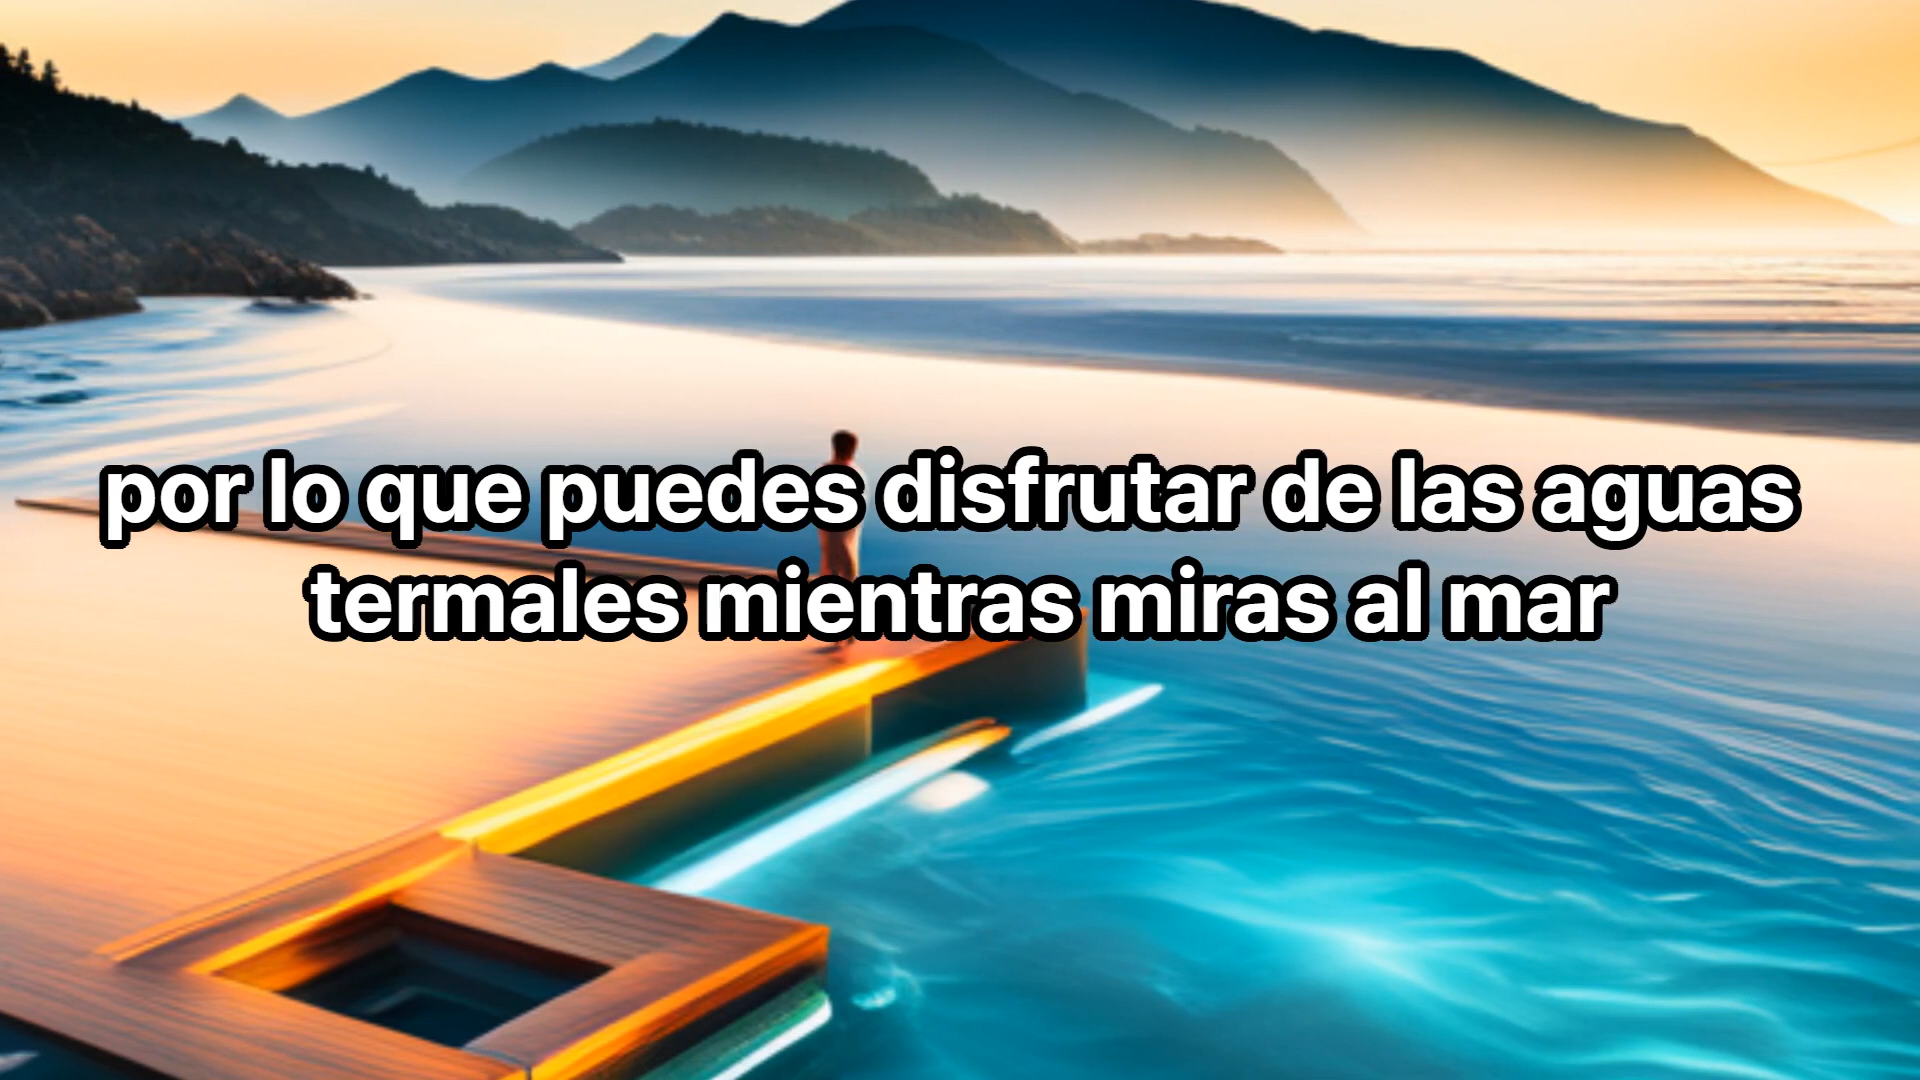 por lo que puedes disfrutar de las aguas
termales mientras miras al mar